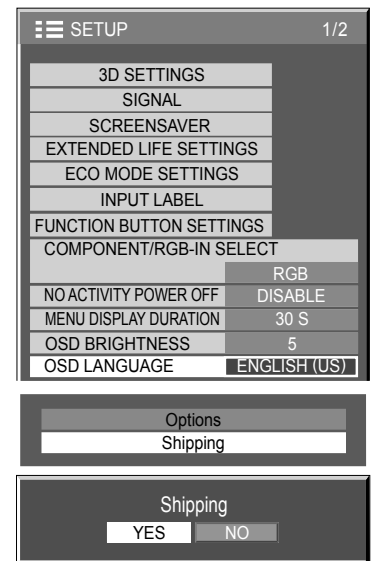 SETUP 1/2
3D SETTINGS
SIGNAL
SCREENSAVER
EXTENDED LIFE SETTINGS
ECO MODE SETTINGS
INPUT LABEL
FUNCTION BUTTON SETTINGS
COMPONENT/RGB-IN SELECT
RGB
NO ACTIVITY POWER OFF DISABLE
MENU DISPLAY DURATION 30 S
OSD BRIGHTNESS 5
OSD LANGUAGE ENGLISH (US)
Options
Shipping
Shipping
YES NO